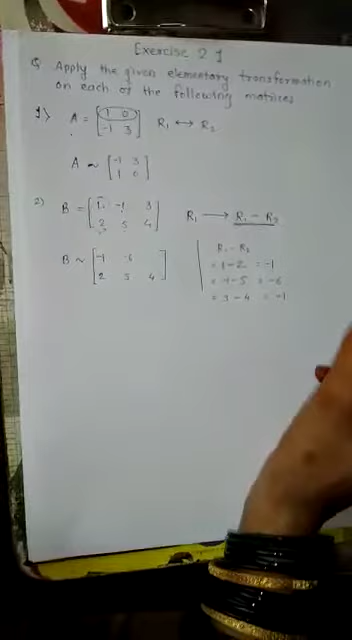 Exercise 2.1
Q Apply the given elementary transformation
on each of the following matrices
1) A = [1 0
-1 3] R₁ ↔ R₂
A ~ [-1 3
1 0]
2) B = [1 -1 3
2 5 4] R₁ → R₁ - R₂
B ~ [-1 -6
2 5 4]
R₁ - R₂
= 1-2 = -1
= -1-5 = -6
= 3-4 = -1